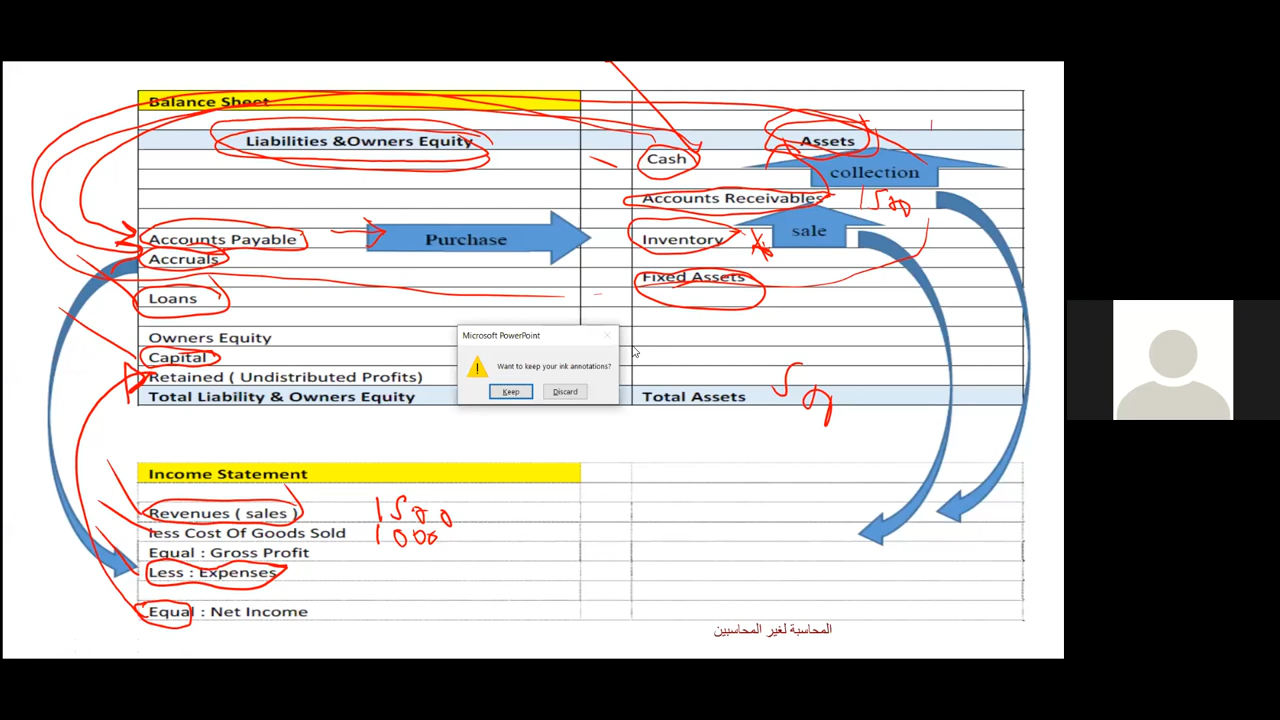 Balance Sheet
Liabilities &Owners Equity
Assets
Cash
collection
Accounts Receivables
1500
Accounts Payable
Purchase
Inventory
sale
Accruals
Fixed Assets
Loans
Owners Equity
Capital
Retained ( Undistributed Profits)
Total Liability & Owners Equity
Total Assets
Microsoft PowerPoint
Want to keep your ink annotations?
Keep
Discard
Income Statement
Revenues ( sales )
1500
less Cost Of Goods Sold
1000
Equal : Gross Profit
Less : Expenses
Equal : Net Income
المحاسبة لغير المحاسبين